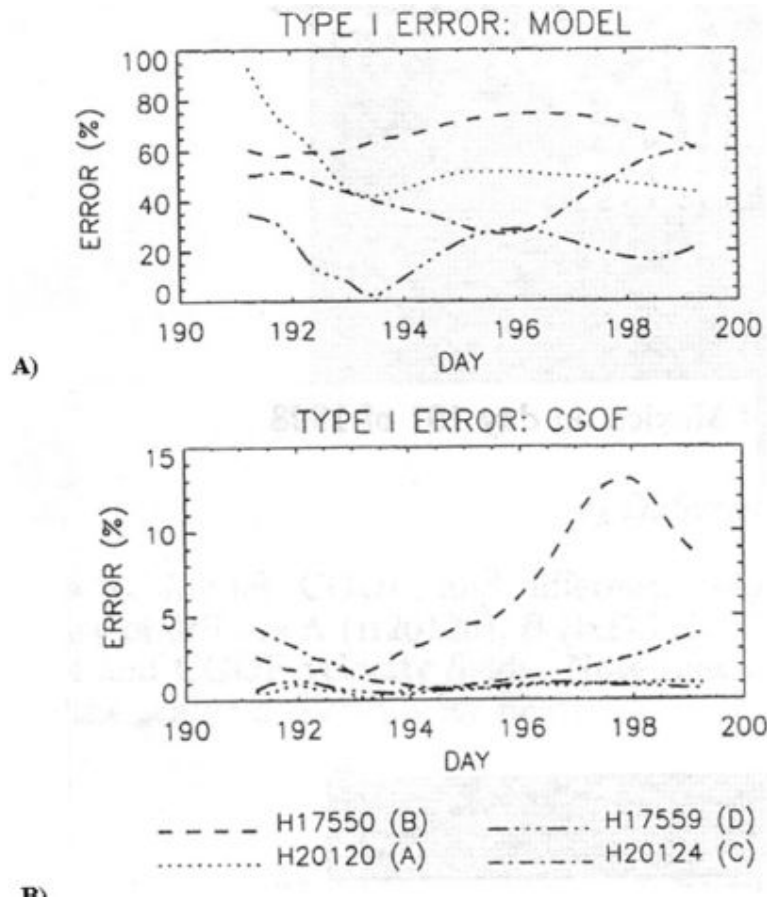 TYPE I ERROR: MODEL
100
80
60
40
20
0
ERROR (%)
190 192 194 196 198 200
DAY
A)
TYPE I ERROR: CGOF
15
10
5
0
ERROR (%)
190 192 194 196 198 200
DAY
H17550 (B) H17559 (D)
H20120 (A) H20124 (C)
B)